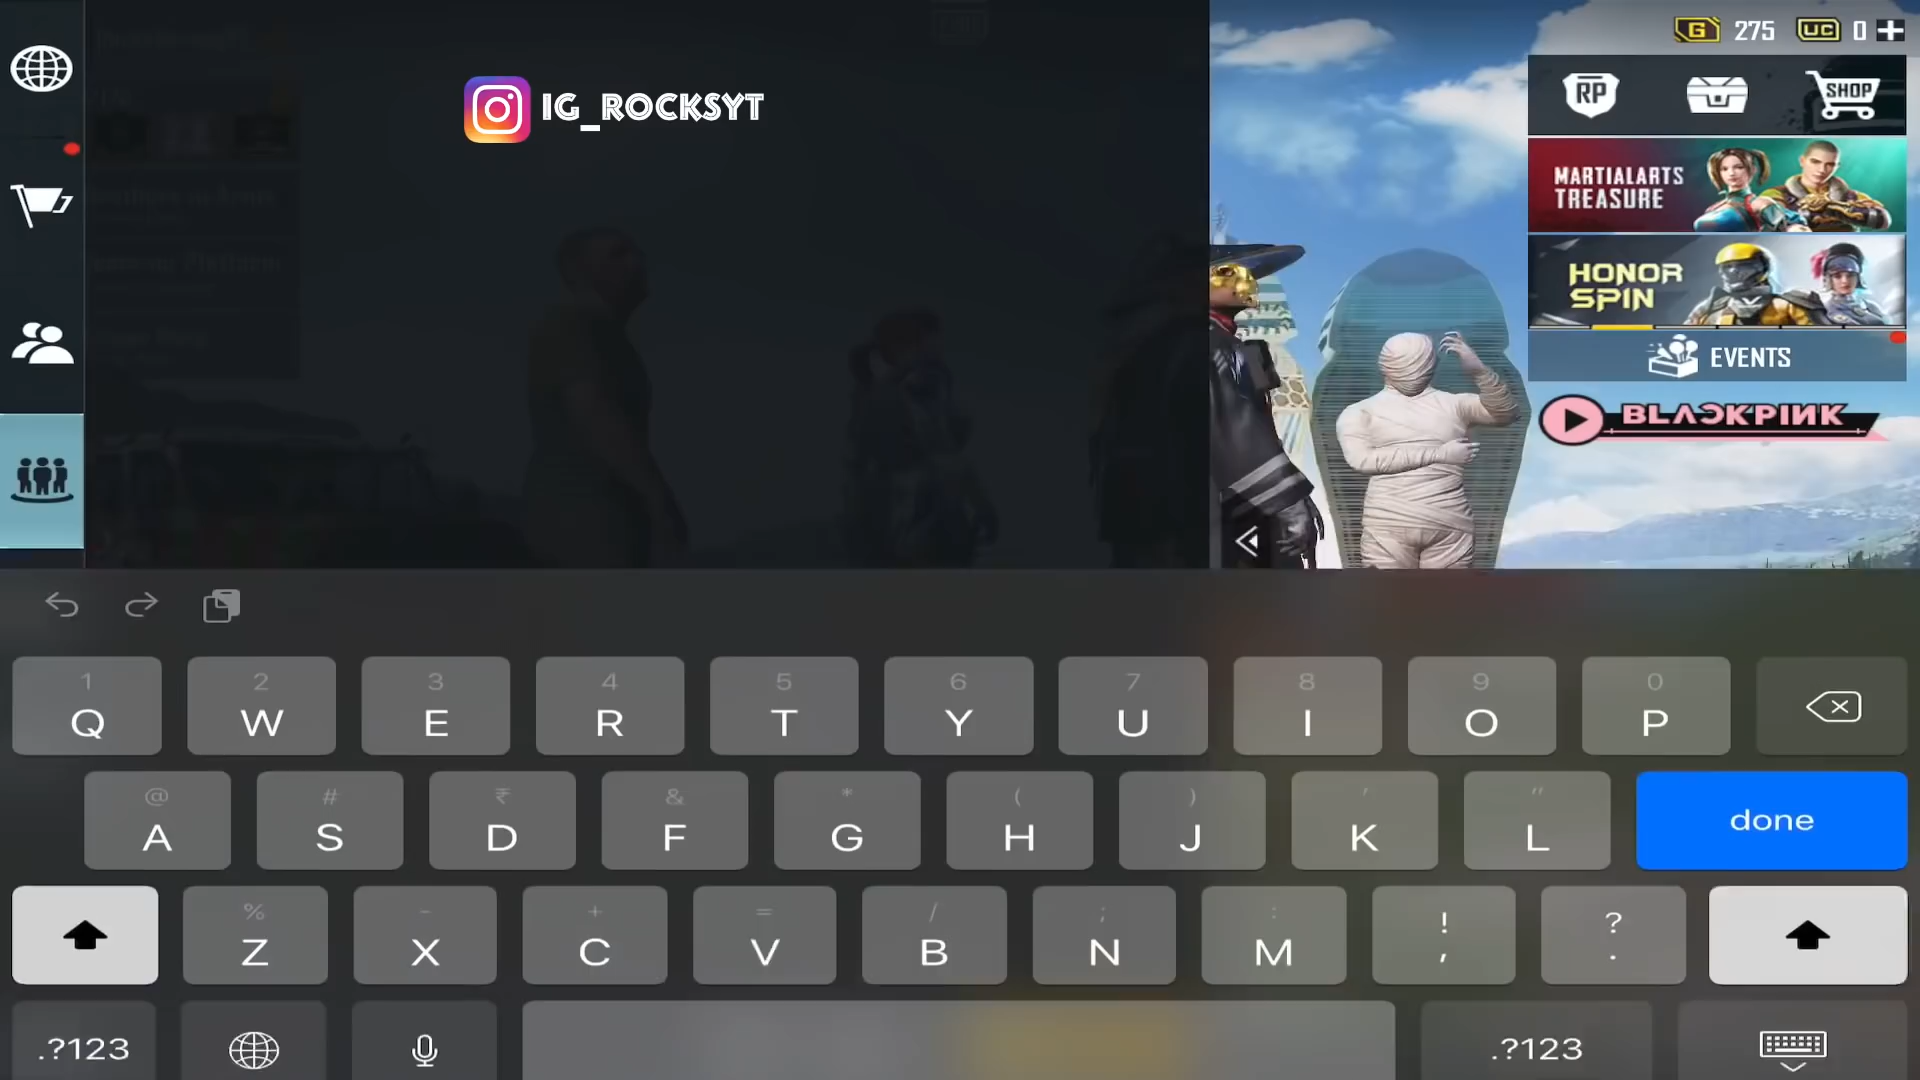 G 275 UC 0
IG_ROCKSYT
RP SHOP
MARTIALARTS
TREASURE
HONOR
SPIN
EVENTS
BLACKPINK
1 2 3 4 5 6 7 8 9 0
Q W E R T Y U I O P
@ # ₹ & * ( ) ' "
A S D F G H J K L done
% - + = / ; : ! ?
Z X C V B N M , .
.?123 .?123